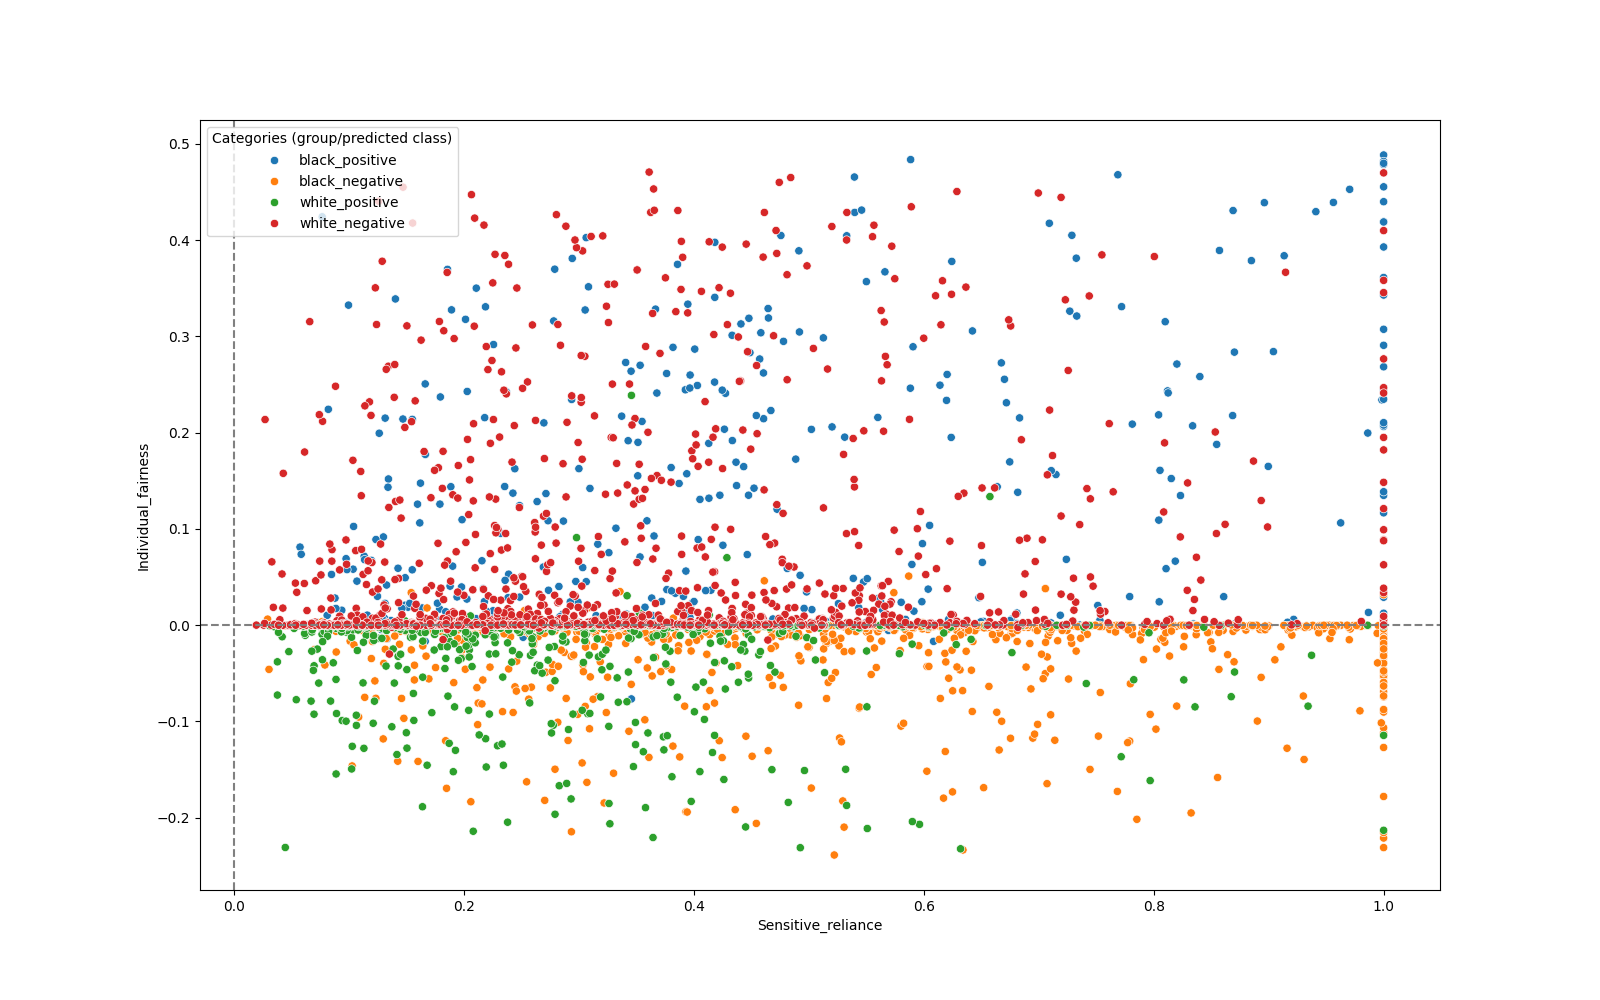 Categories (group/predicted class)
black_positive
black_negative
white_positive
white_negative
0.5
0.4
0.3
0.2
0.1
0.0
−0.1
−0.2
Individual_fairness
0.0 0.2 0.4 0.6 0.8 1.0
Sensitive_reliance